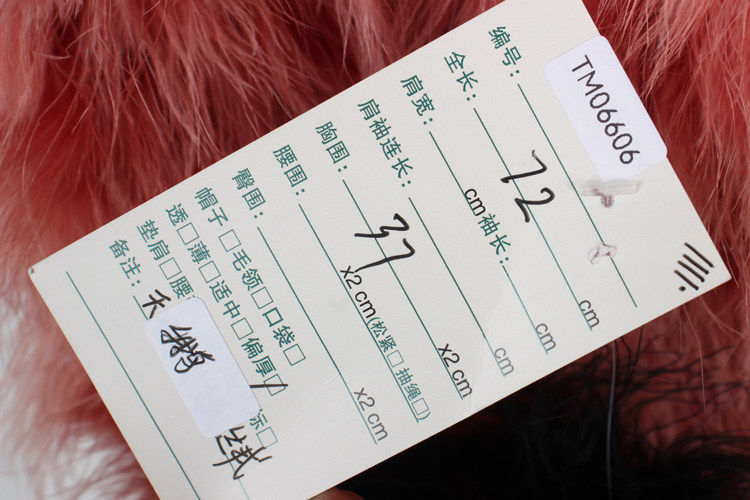 编号: TM06606
全长: 72 cm
肩宽: cm 袖长: cm
肩袖连长: cm
胸围: 37 x2 cm
腰围: x2 cm (松紧□ 抽绳□)
臀围: x2 cm
帽子□ 毛领□ 口袋□
透□ 薄□ 适中□ 偏厚☑
垫肩□ 腰
备注: